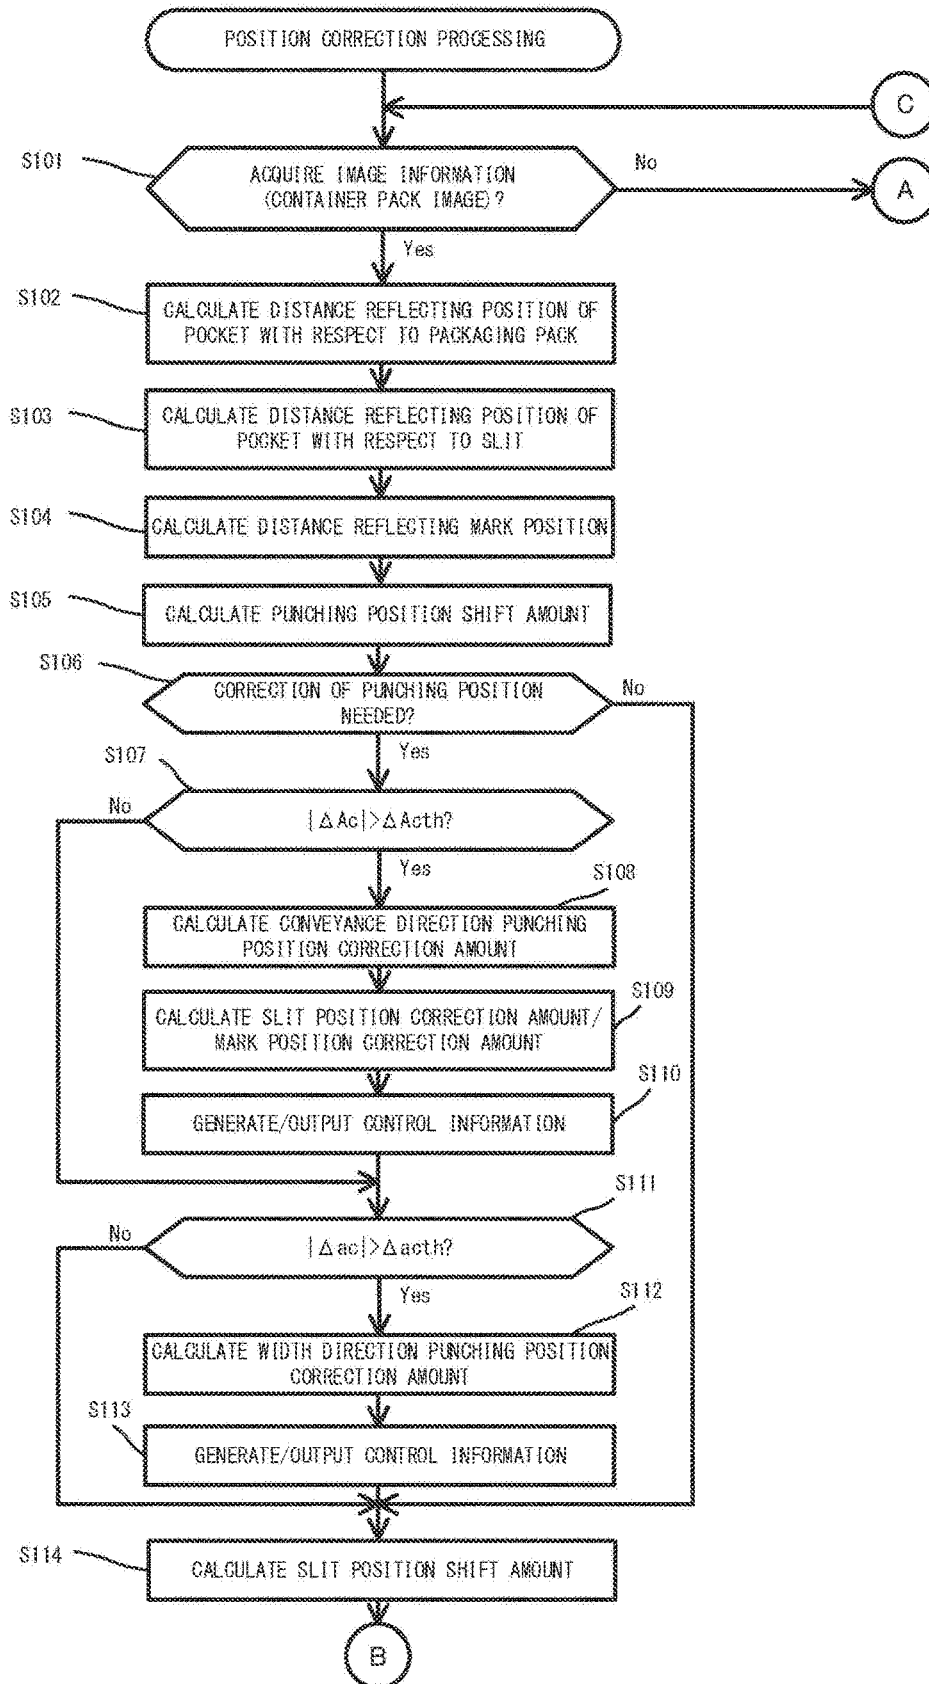 POSITION CORRECTION PROCESSING
C
S101
ACQUIRE IMAGE INFORMATION
(CONTAINER PACK IMAGE)?
No
A
Yes
S102
CALCULATE DISTANCE REFLECTING POSITION OF
POCKET WITH RESPECT TO PACKAGING PACK
S103
CALCULATE DISTANCE REFLECTING POSITION OF
POCKET WITH RESPECT TO SLIT
S104
CALCULATE DISTANCE REFLECTING MARK POSITION
S105
CALCULATE PUNCHING POSITION SHIFT AMOUNT
S106
CORRECTION OF PUNCHING POSITION
NEEDED?
No
Yes
S107
No
|ΔAc|>ΔActh?
Yes
S108
CALCULATE CONVEYANCE DIRECTION PUNCHING
POSITION CORRECTION AMOUNT
S109
CALCULATE SLIT POSITION CORRECTION AMOUNT/
MARK POSITION CORRECTION AMOUNT
S110
GENERATE/OUTPUT CONTROL INFORMATION
S111
No
|Δac|>Δacth?
Yes
S112
CALCULATE WIDTH DIRECTION PUNCHING POSITION
CORRECTION AMOUNT
S113
GENERATE/OUTPUT CONTROL INFORMATION
S114
CALCULATE SLIT POSITION SHIFT AMOUNT
B